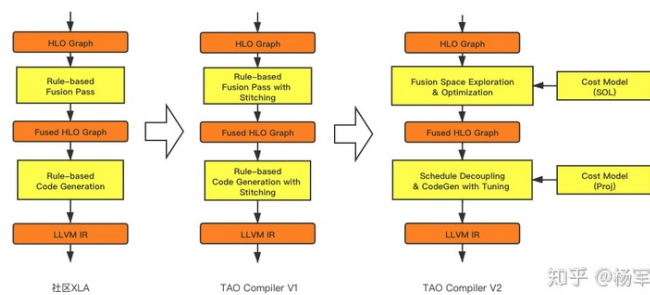 HLO Graph
Rule-based
Fusion Pass
Fused HLO Graph
Rule-based
Code Generation
LLVM IR
社区XLA
HLO Graph
Rule-based
Fusion Pass with
Stitching
Fused HLO Graph
Rule-based
Code Generation with
Stitching
LLVM IR
TAO Compiler V1
HLO Graph
Fusion Space Exploration
& Optimization
Cost Model
(SOL)
Fused HLO Graph
Schedule Decoupling
& CodeGen with Tuning
Cost Model
(Proj)
LLVM IR
TAO Compiler V2
知乎 @杨军